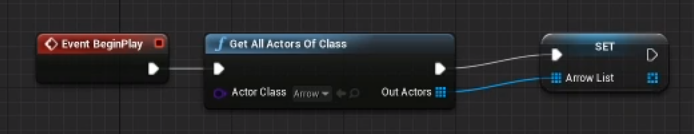 Event BeginPlay
Get All Actors Of Class
Actor Class Arrow Out Actors
SET
Arrow List